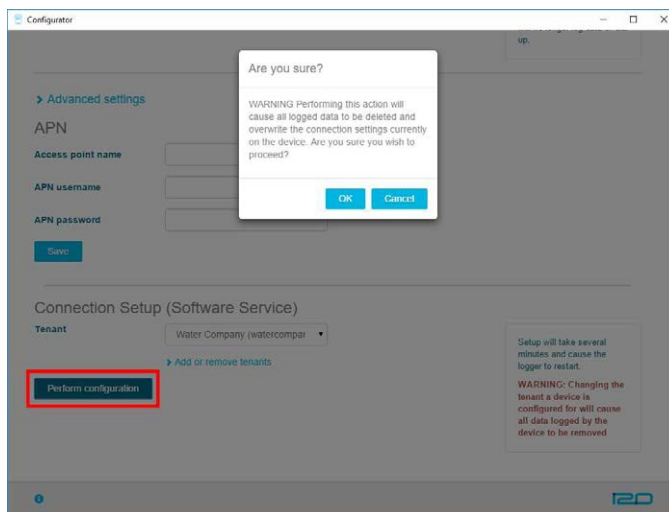 Configurator
up.
Are you sure?
WARNING Performing this action will
cause all logged data to be deleted and
overwrite the connection settings currently
on the device. Are you sure you wish to
proceed?
OK
Cancel
Advanced settings
APN
Access point name
APN username
APN password
Save
Connection Setup (Software Service)
Tenant
Water Company (watercompai
Add or remove tenants
Perform configuration
Setup will take several
minutes and cause the
logger to restart.
WARNING: Changing the
tenant a device is
configured for will cause
all data logged by the
device to be removed